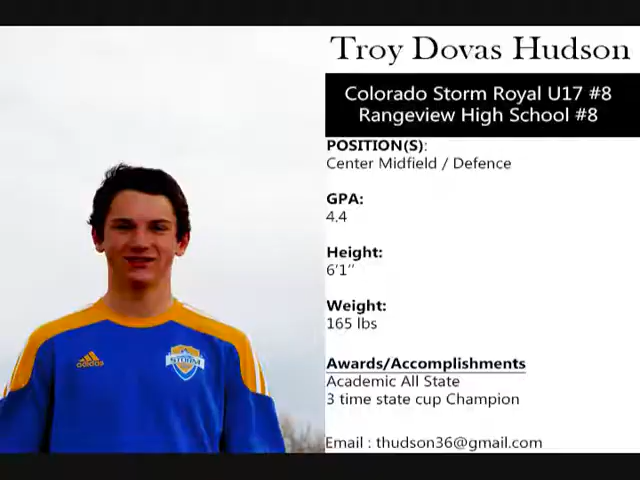 Troy Dovas Hudson
Colorado Storm Royal U17 #8
Rangeview High School #8
POSITION(S):
Center Midfield / Defence
GPA:
4.4
Height:
6'1''
Weight:
165 lbs
Awards/Accomplishments
Academic All State
3 time state cup Champion
Email : thudson36@gmail.com
adidas
STORM